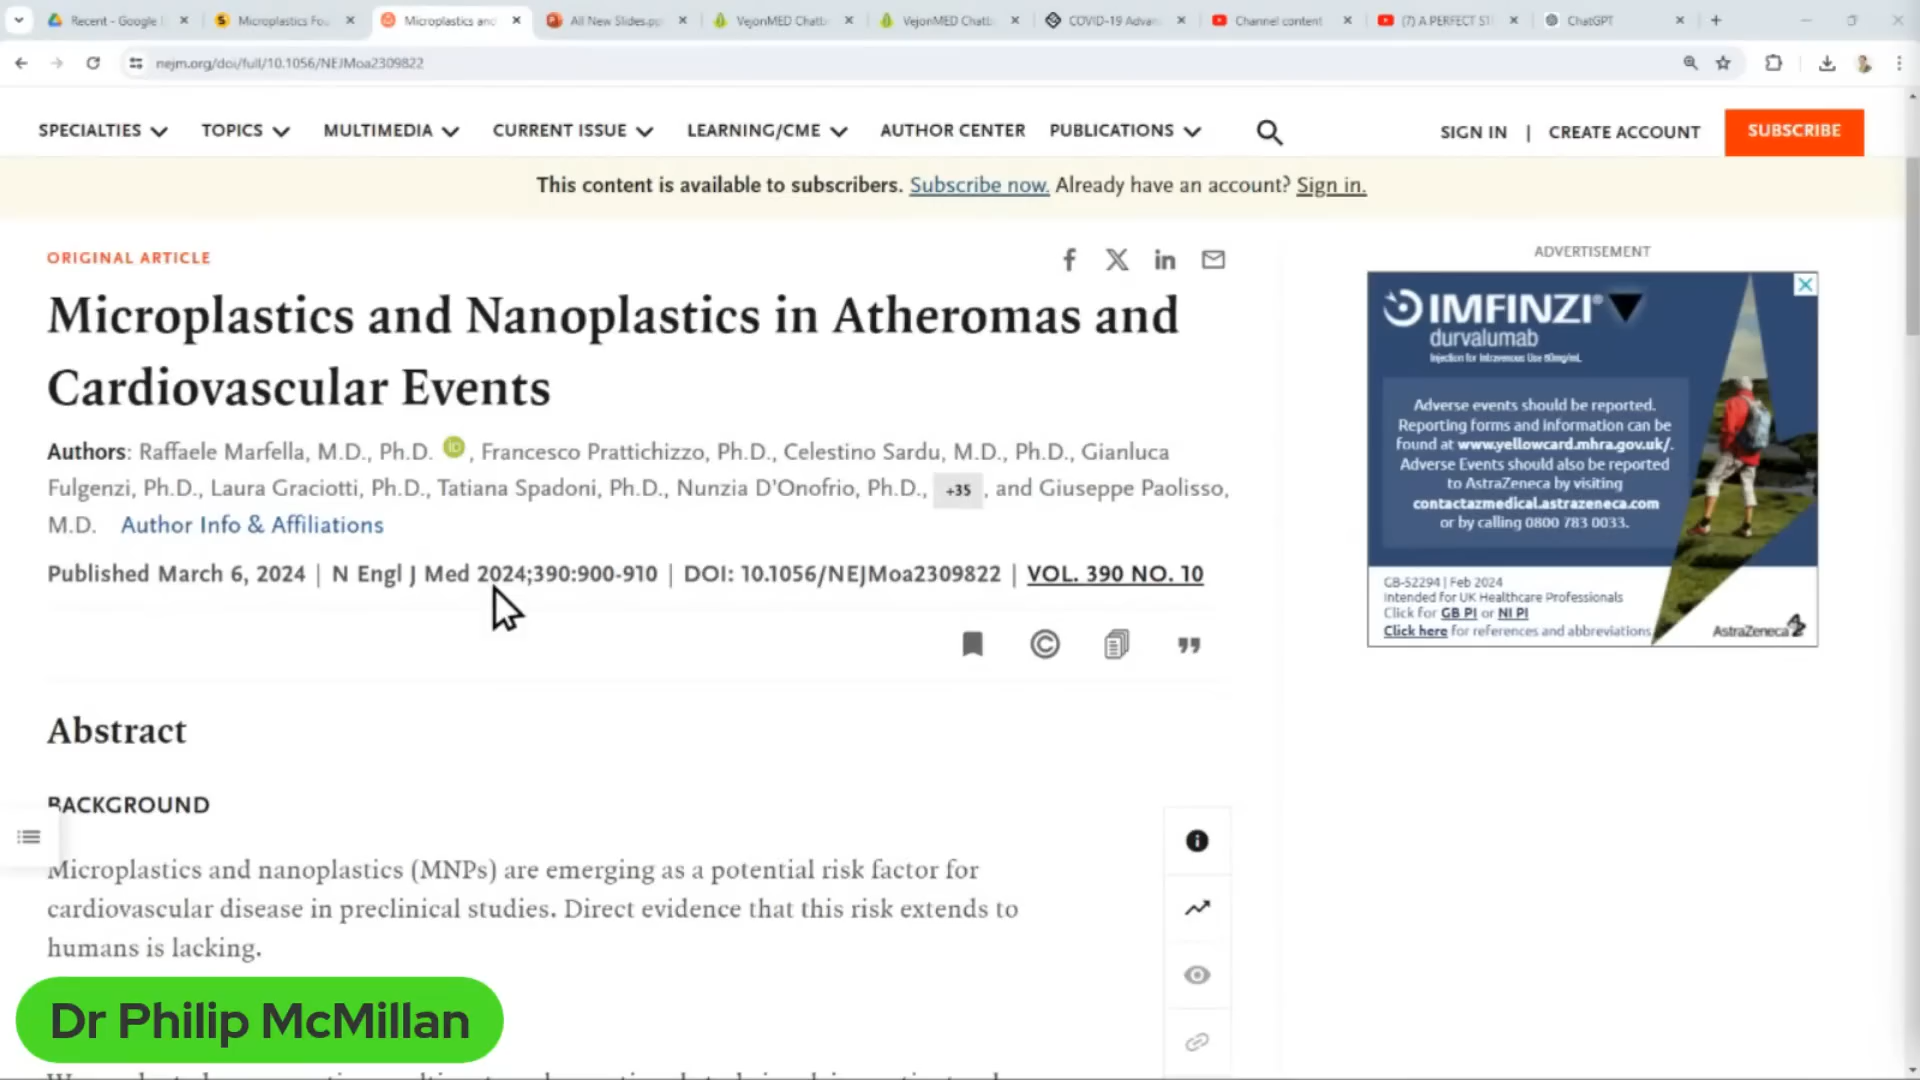 Recent - Google
Microplastics Fou
Microplastics and
All New Slides.pp
VejonMED Chatb
VejonMED Chatb
COVID-19 Advan
Channel content
(7) A PERFECT ST
ChatGPT
nejm.org/doi/full/10.1056/NEJMoa2309822
SPECIALTIES
TOPICS
MULTIMEDIA
CURRENT ISSUE
LEARNING/CME
AUTHOR CENTER
PUBLICATIONS
SIGN IN | CREATE ACCOUNT
SUBSCRIBE
This content is available to subscribers. Subscribe now. Already have an account? Sign in.
ORIGINAL ARTICLE
Microplastics and Nanoplastics in Atheromas and
Cardiovascular Events
Authors: Raffaele Marfella, M.D., Ph.D. iD, Francesco Prattichizzo, Ph.D., Celestino Sardu, M.D., Ph.D., Gianluca
Fulgenzi, Ph.D., Laura Graciotti, Ph.D., Tatiana Spadoni, Ph.D., Nunzia D'Onofrio, Ph.D., +35, and Giuseppe Paolisso,
M.D. Author Info & Affiliations
Published March 6, 2024 | N Engl J Med 2024;390:900-910 | DOI: 10.1056/NEJMoa2309822 | VOL. 390 NO. 10
Abstract
BACKGROUND
Microplastics and nanoplastics (MNPs) are emerging as a potential risk factor for
cardiovascular disease in preclinical studies. Direct evidence that this risk extends to
humans is lacking.
Dr Philip McMillan
ADVERTISEMENT
IMFINZI®
durvalumab
Injection for Intravenous Use 50mg/mL
Adverse events should be reported.
Reporting forms and information can be
found at www.yellowcard.mhra.gov.uk/.
Adverse Events should also be reported
to AstraZeneca by visiting
contactazmedical.astrazeneca.com
or by calling 0800 783 0033.
GB-52294 | Feb 2024
Intended for UK Healthcare Professionals
Click for GB PI or NI PI
Click here for references and abbreviations
AstraZeneca